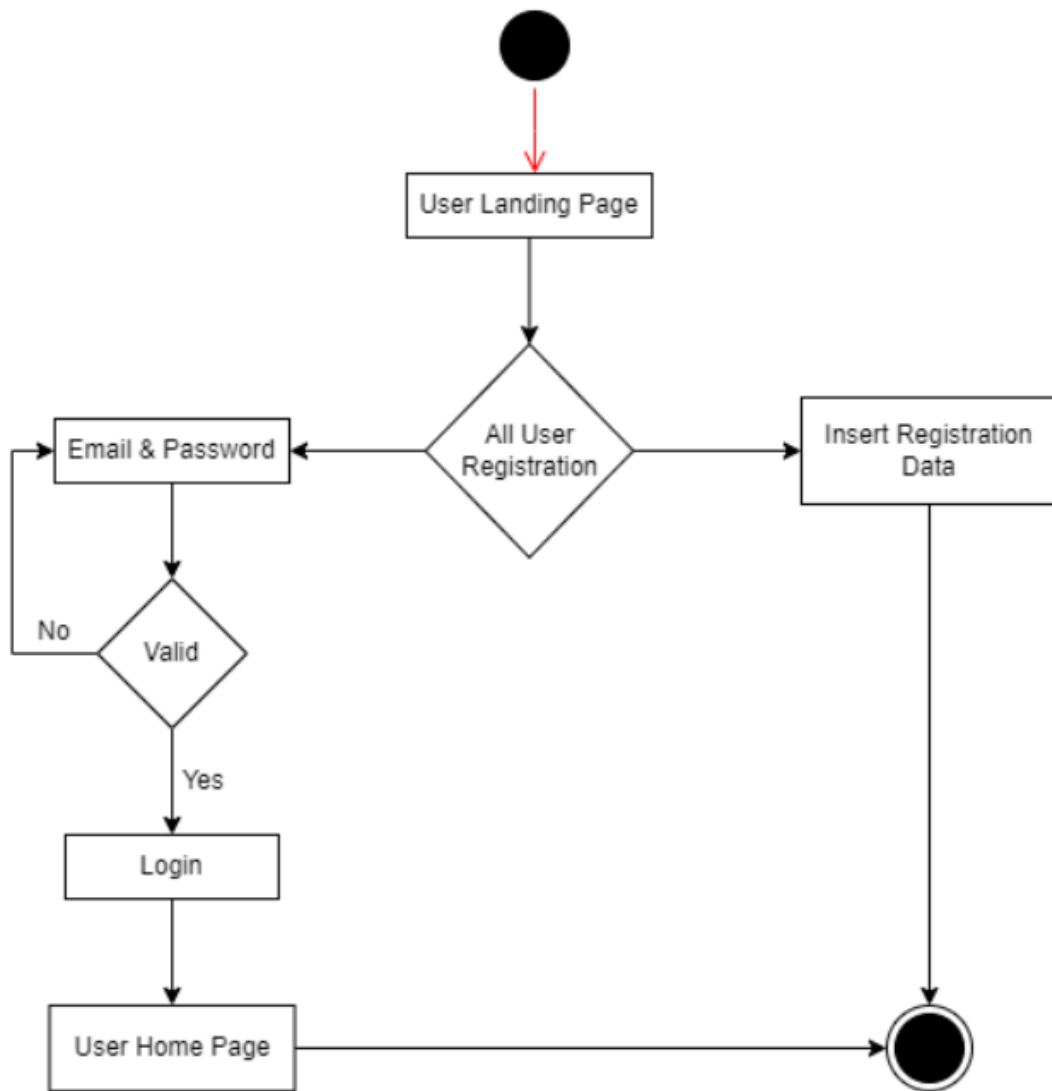 User Landing Page
All User
Registration
Email & Password
Insert Registration
Data
No
Valid
Yes
Login
User Home Page